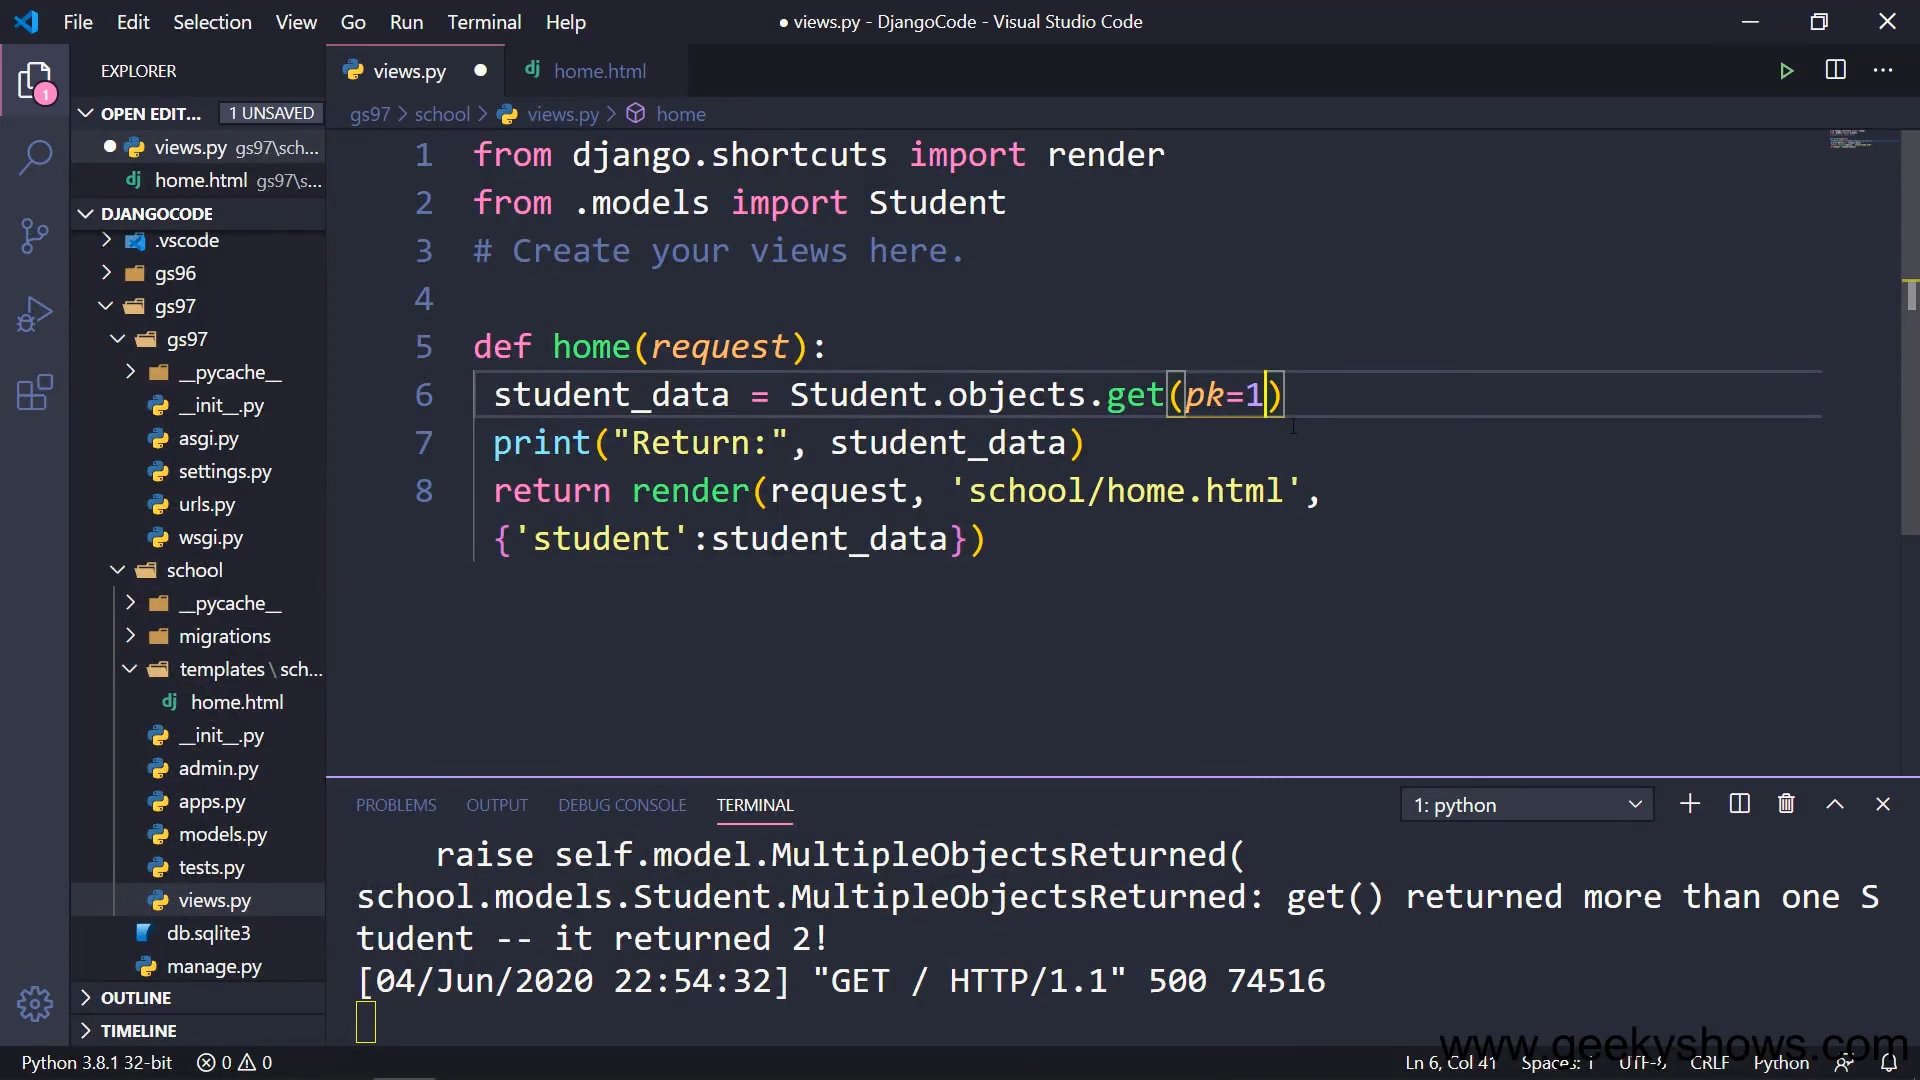 File Edit Selection View Go Run Terminal Help
● views.py - DjangoCode - Visual Studio Code
EXPLORER
1
OPEN EDIT... 1 UNSAVED
views.py gs97\sch...
home.html gs97\s...
DJANGOCODE
.vscode
gs96
gs97
gs97
__pycache__
__init__.py
asgi.py
settings.py
urls.py
wsgi.py
school
__pycache__
migrations
templates \ sch...
home.html
__init__.py
admin.py
apps.py
models.py
tests.py
views.py
db.sqlite3
manage.py
OUTLINE
TIMELINE
views.py ● home.html
gs97 > school > views.py > home
1 from django.shortcuts import render
2 from .models import Student
3 # Create your views here.
4
5 def home(request):
6 student_data = Student.objects.get(pk=1)
7 print("Return:", student_data)
8 return render(request, 'school/home.html',
{'student':student_data})
PROBLEMS OUTPUT DEBUG CONSOLE TERMINAL 1: python
raise self.model.MultipleObjectsReturned(
school.models.Student.MultipleObjectsReturned: get() returned more than one S
tudent -- it returned 2!
[04/Jun/2020 22:54:32] "GET / HTTP/1.1" 500 74516
www.geekyshows.com
Python 3.8.1 32-bit 0 0 Ln 6, Col 41 Spaces: 1 UTF-8 CRLF Python